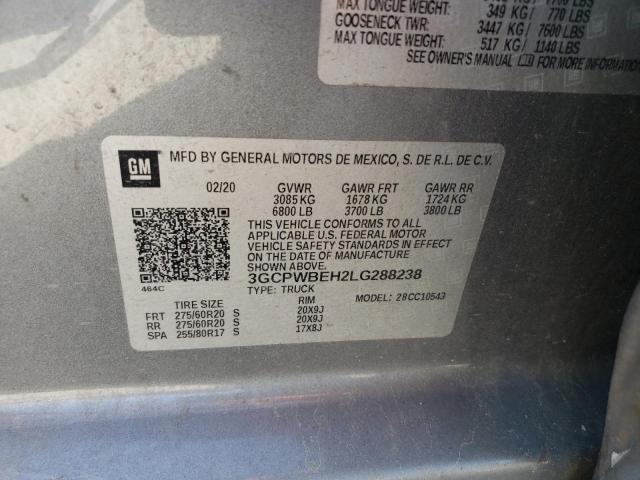 MAX TONGUE WEIGHT: 349 KG / 770 LBS
GOOSENECK TWR: 3447 KG / 7600 LBS
MAX TONGUE WEIGHT: 517 KG / 1140 LBS
SEE OWNER'S MANUAL FOR MORE INFORMATION
GM
MFD BY GENERAL MOTORS DE MEXICO, S. DE R.L. DE C.V.
02/20 GVWR GAWR FRT GAWR RR
3085 KG 1678 KG 1724 KG
6800 LB 3700 LB 3800 LB
THIS VEHICLE CONFORMS TO ALL
APPLICABLE U.S. FEDERAL MOTOR
VEHICLE SAFETY STANDARDS IN EFFECT
ON THE DATE OF MANUFACTURE
SHOWN ABOVE.
3GCPWBEH2LG288238
464C TYPE: TRUCK
MODEL: 28CC10543
TIRE SIZE RIM
FRT 275/60R20 S 20X9J
RR 275/60R20 S 20X9J
SPA 255/80R17 S 17X8J